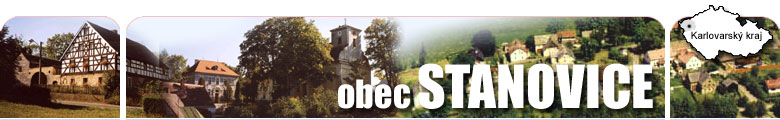 Karlovarský kraj
obec STANOVICE